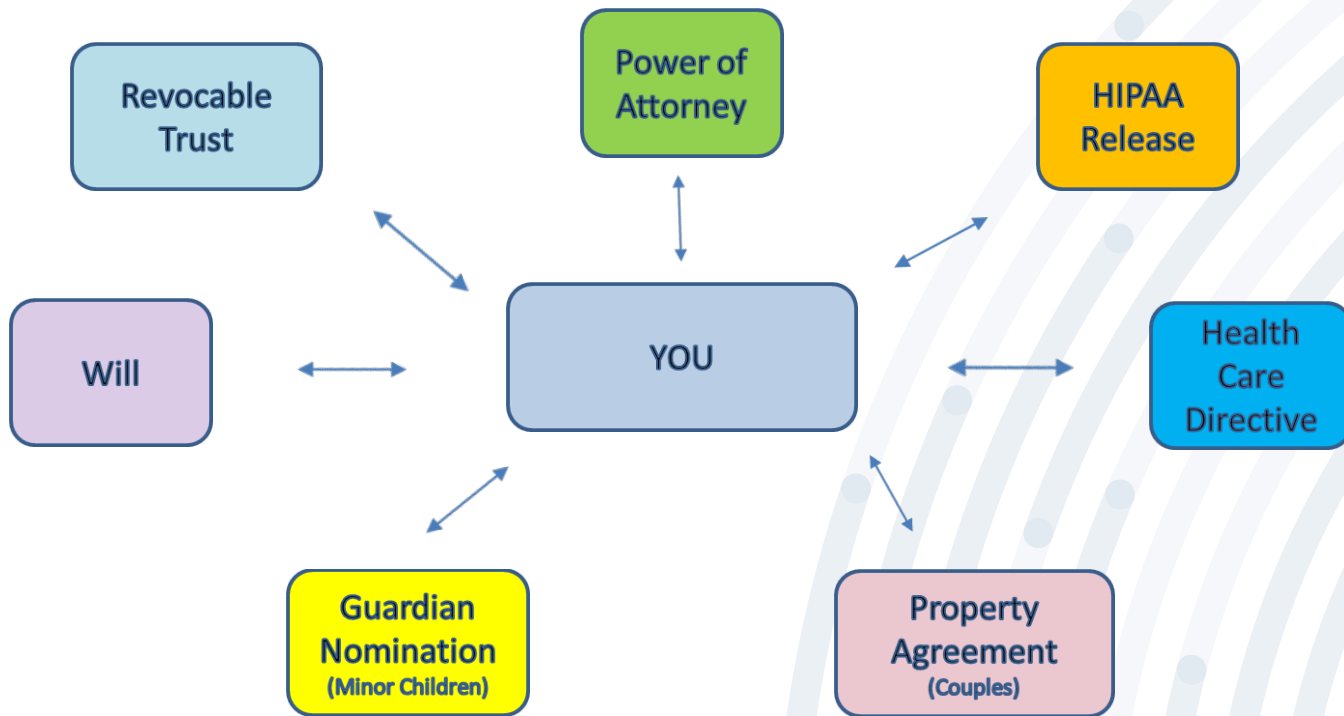 Revocable
Trust
Power of
Attorney
HIPAA
Release
Will
YOU
Health
Care
Directive
Guardian
Nomination
(Minor Children)
Property
Agreement
(Couples)